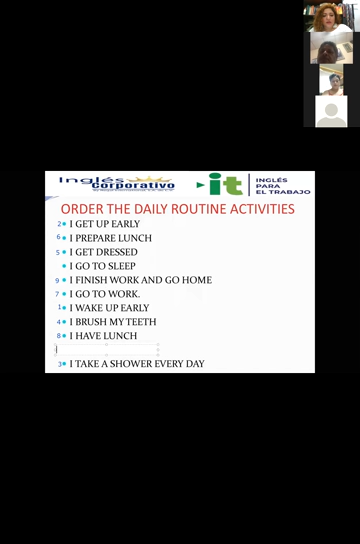 Inglés
Corporativo
it
INGLÉS
PARA
EL TRABAJO
ORDER THE DAILY ROUTINE ACTIVITIES
2 I GET UP EARLY
6 I PREPARE LUNCH
5 I GET DRESSED
I GO TO SLEEP
9 I FINISH WORK AND GO HOME
7 I GO TO WORK.
1 I WAKE UP EARLY
4 I BRUSH MY TEETH
8 I HAVE LUNCH
3 I TAKE A SHOWER EVERY DAY